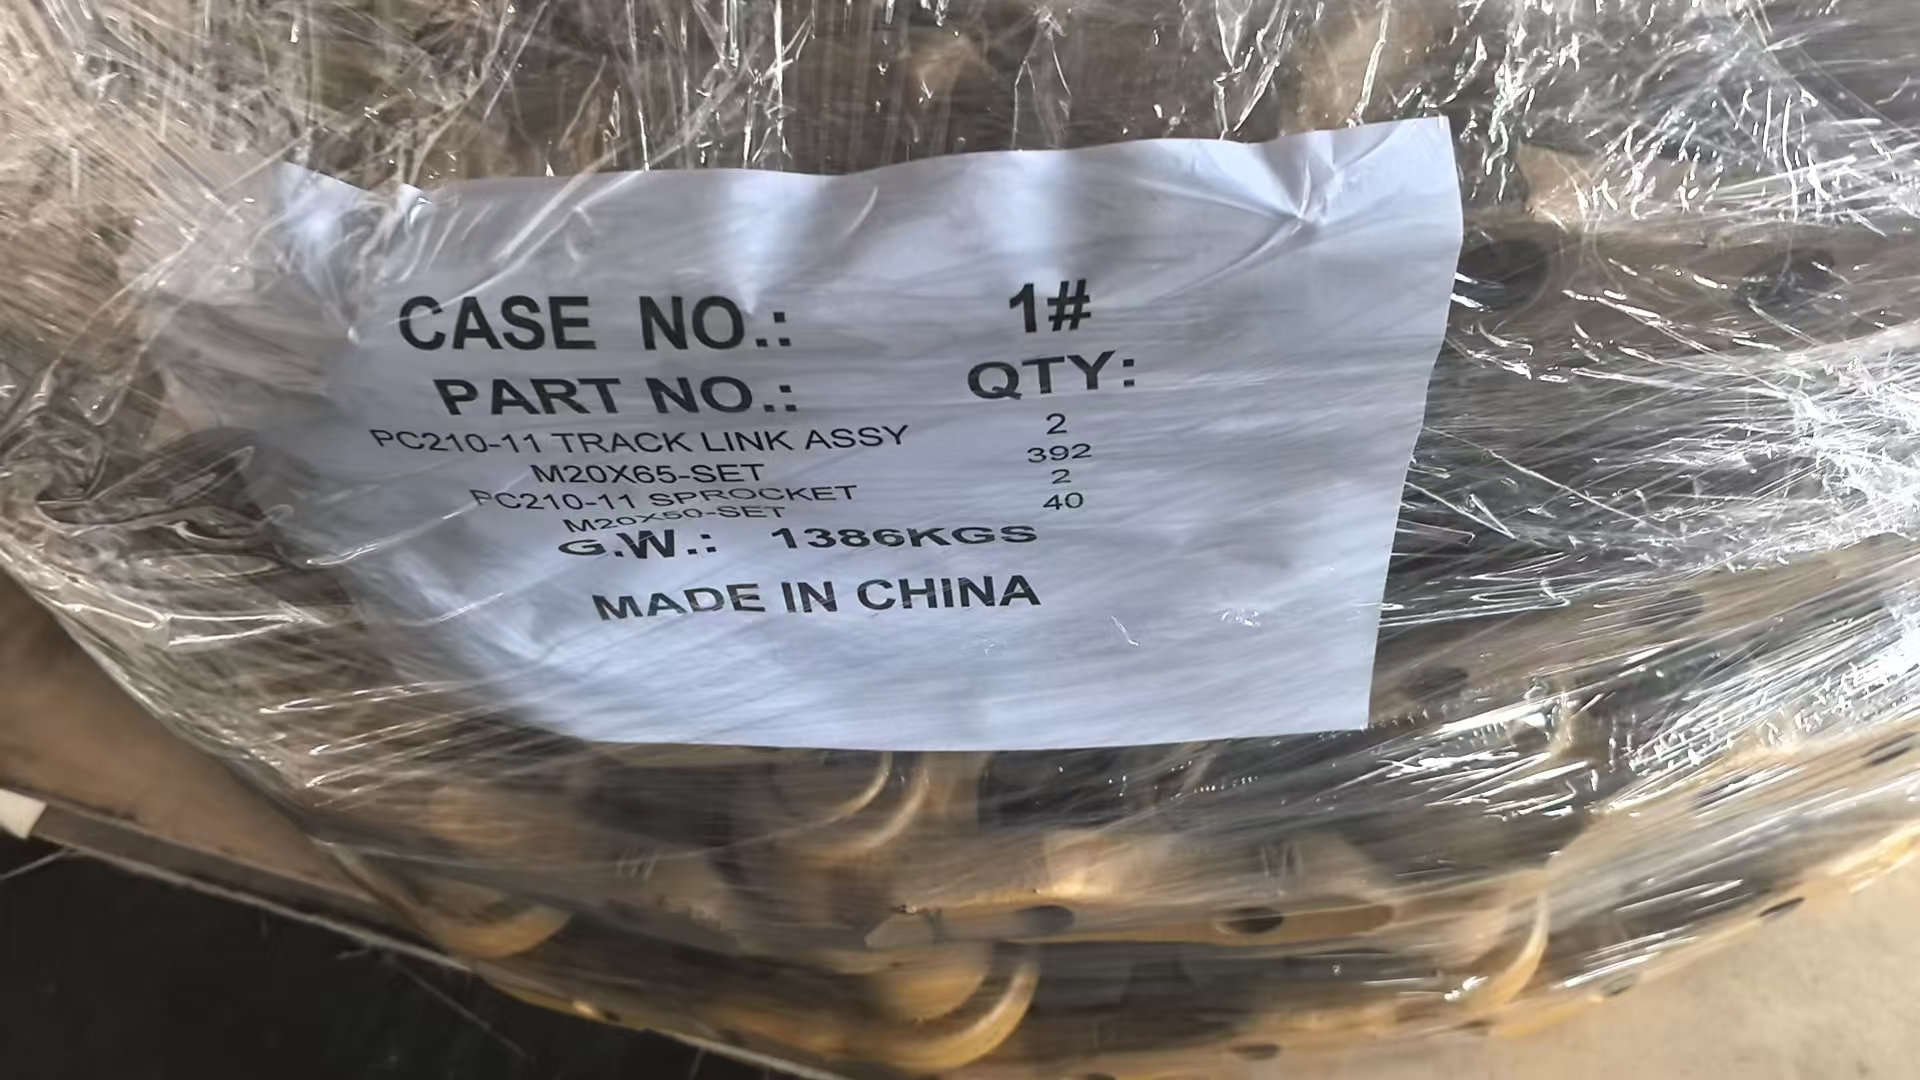 CASE NO.: 1#
PART NO.: QTY:
PC210-11 TRACK LINK ASSY 2
M20X65-SET 392
PC210-11 SPROCKET 2
M20X50-SET 40
G.W.: 1386KGS
MADE IN CHINA